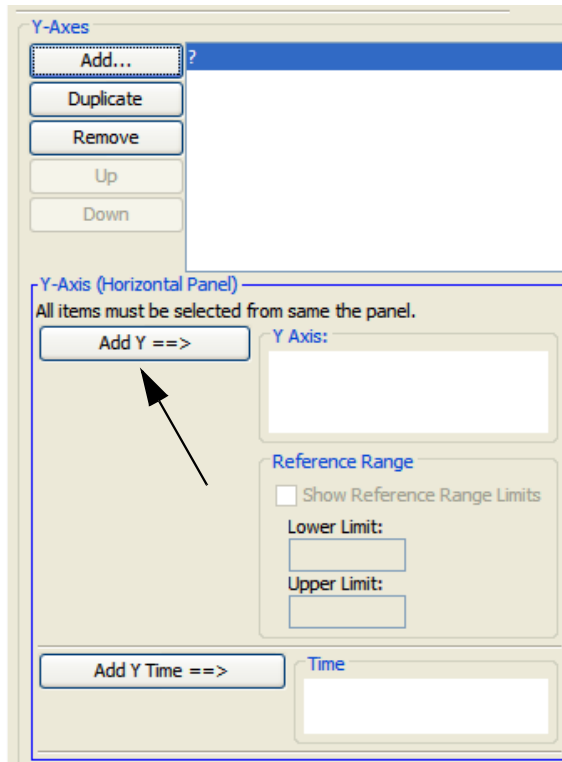 Y-Axes
Add...
?
Duplicate
Remove
Up
Down
Y-Axis (Horizontal Panel)
All items must be selected from same the panel.
Add Y ==>
Y Axis:
Reference Range
Show Reference Range Limits
Lower Limit:
Upper Limit:
Add Y Time ==>
Time